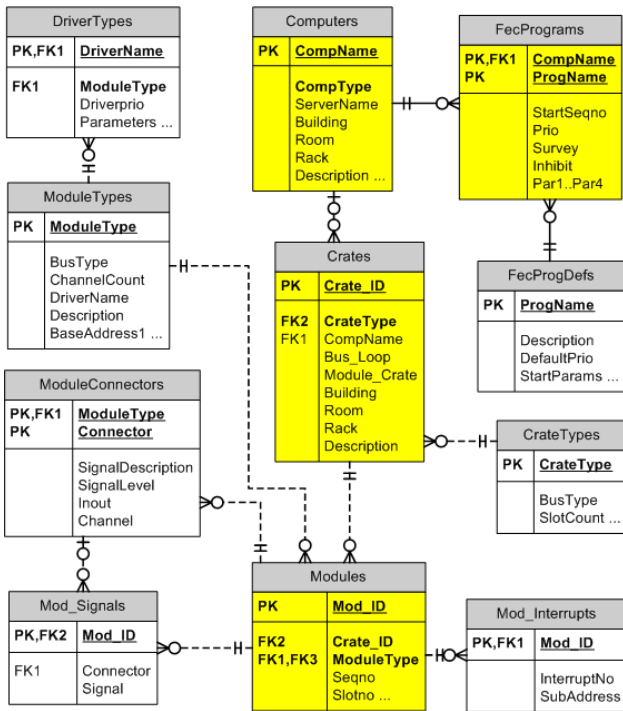 DriverTypes
PK,FK1 DriverName
FK1 ModuleType
Driverprio
Parameters ...
Computers
PK CompName
CompType
ServerName
Building
Room
Rack
Description ...
FecPrograms
PK,FK1 CompName
PK ProgName
StartSeqno
Prio
Survey
Inhibit
Par1..Par4
ModuleTypes
PK ModuleType
BusType
ChannelCount
DriverName
Description
BaseAddress1 ...
Crates
PK Crate_ID
FK2 CrateType
FK1 CompName
Bus_Loop
Module_Crate
Building
Room
Rack
Description
FecProgDefs
PK ProgName
Description
DefaultPrio
StartParams ...
ModuleConnectors
PK,FK1 ModuleType
PK Connector
SignalDescription
SignalLevel
Inout
Channel
CrateTypes
PK CrateType
BusType
SlotCount ...
Mod_Signals
PK,FK2 Mod_ID
FK1 Connector
Signal
Modules
PK Mod_ID
FK2 Crate_ID
FK1,FK3 ModuleType
Seqno
Slotno ...
Mod_Interrupts
PK,FK1 Mod_ID
InterruptNo
SubAddress